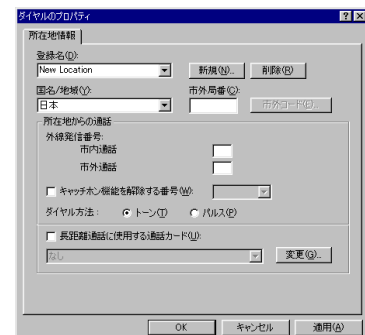 ダイヤルのプロパティ
所在地情報
登録名(D):
New Location
新規(N)...
削除(R)
国名/地域(Y):
市外局番(C):
日本
市外コード(E)...
所在地からの通話
外線発信番号:
市内通話
市外通話
キャッチホン機能を解除する番号(W):
ダイヤル方法:
トーン(T)
パルス(P)
長距離通話に使用する通話カード(U):
なし
変更(G)...
OK
キャンセル
適用(A)